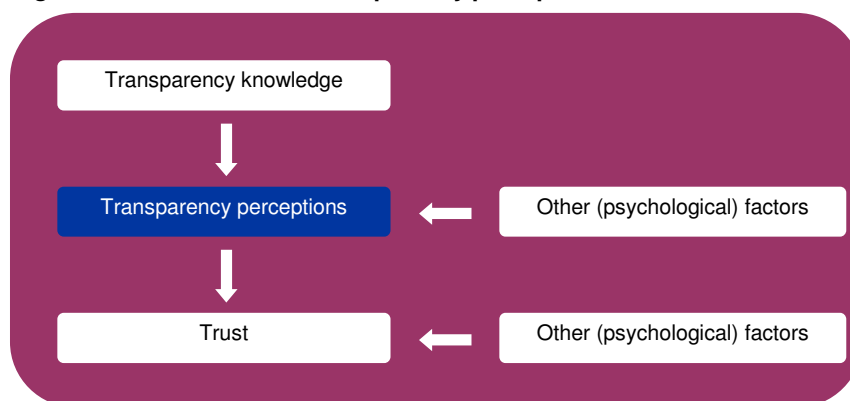 Transparency knowledge
Transparency perceptions
Other (psychological) factors
Trust
Other (psychological) factors